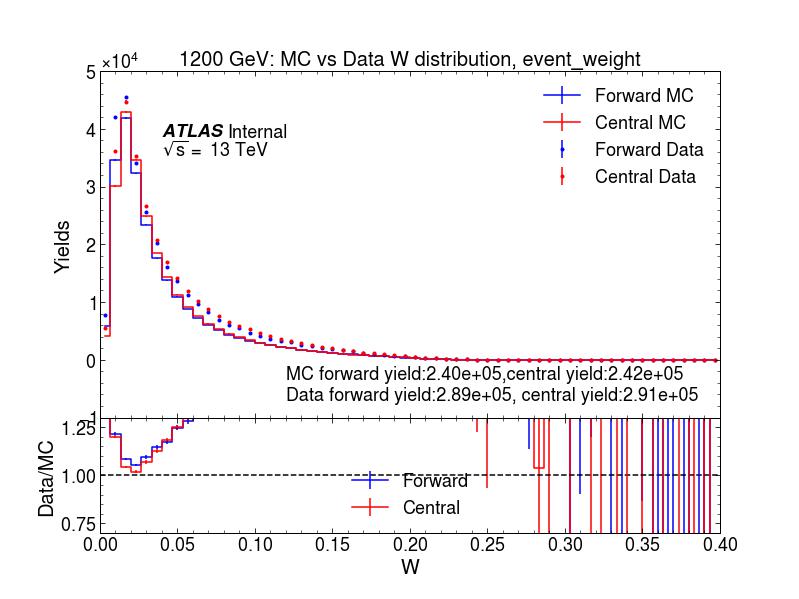 ×10⁴
1200 GeV: MC vs Data W distribution, event_weight
5
4
3
2
1
0
−1
Yields
ATLAS Internal
√s = 13 TeV
Forward MC
Central MC
Forward Data
Central Data
MC forward yield:2.40e+05,central yield:2.42e+05
Data forward yield:2.89e+05, central yield:2.91e+05
1.25
1.00
0.75
Data/MC
Forward
Central
0.00 0.05 0.10 0.15 0.20 0.25 0.30 0.35 0.40
W